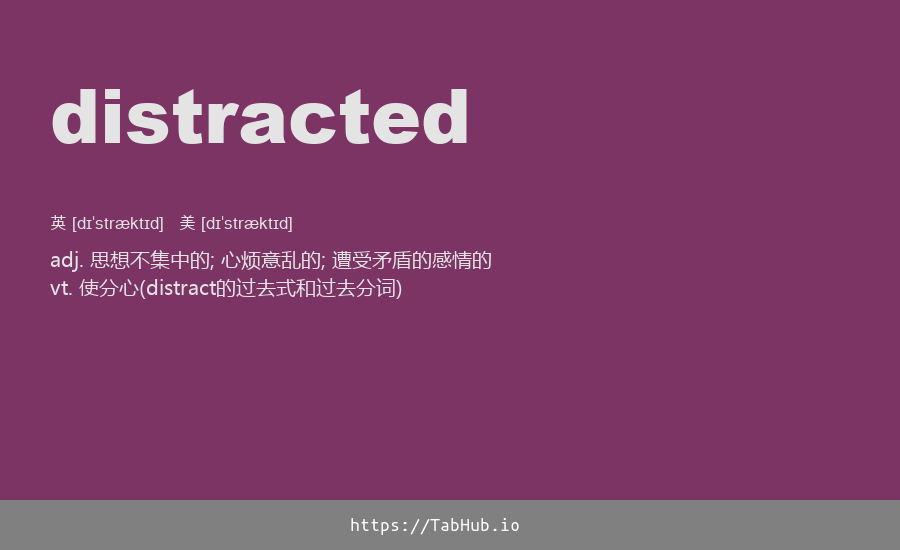 distracted
英 [dɪˈstræktɪd] 美 [dɪˈstræktɪd]
adj. 思想不集中的; 心烦意乱的; 遭受矛盾的感情的
vt. 使分心(distract的过去式和过去分词)
https://TabHub.io